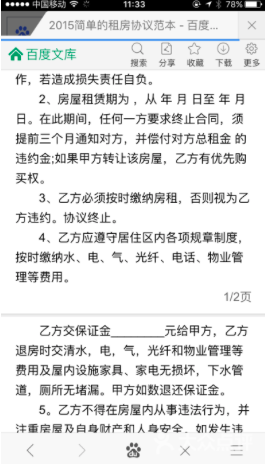 中国移动 11:33 78%
2015简单的租房协议范本 - 百度...
百度文库 搜索 分享 收藏 下载 更多
作，若造成损失责任自负。
2、房屋租赁期为 ，从 年 月 日至 年 月
日。在此期间，任何一方要求终止合同，须
提前三个月通知对方，并偿付对方总租金 的
违约金;如果甲方转让该房屋，乙方有优先购
买权。
3、乙方必须按时缴纳房租，否则视为乙
方违约。协议终止。
4、乙方应遵守居住区内各项规章制度，
按时缴纳水、电、气、光纤、电话、物业管
理等费用。
1/2页
乙方交保证金________元给甲方，乙方
退房时交清水，电，气，光纤和物业管理等
费用及屋内设施家具、家电无损坏，下水管
道，厕所无堵漏。甲方如数退还保证金。
5。乙方不得在房屋内从事违法行为，并
注重房屋及自身财产和人身安全。如发生违